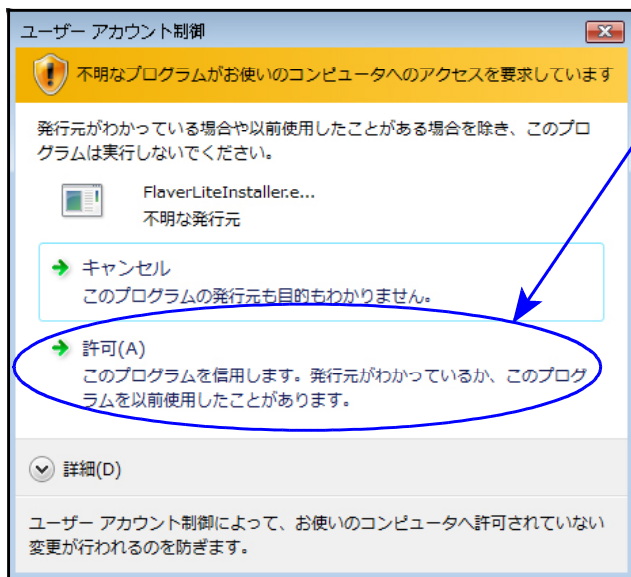 ユーザー アカウント制御
不明なプログラムがお使いのコンピュータへのアクセスを要求しています
発行元がわかっている場合や以前使用したことがある場合を除き、このプロ
グラムは実行しないでください。
FlaverLiteInstaller.e...
不明な発行元
キャンセル
このプログラムの発行元も目的もわかりません。
許可(A)
このプログラムを信用します。発行元がわかっているか、このプログ
ラムを以前使用したことがあります。
詳細(D)
ユーザー アカウント制御によって、お使いのコンピュータへ許可されていない
変更が行われるのを防ぎます。